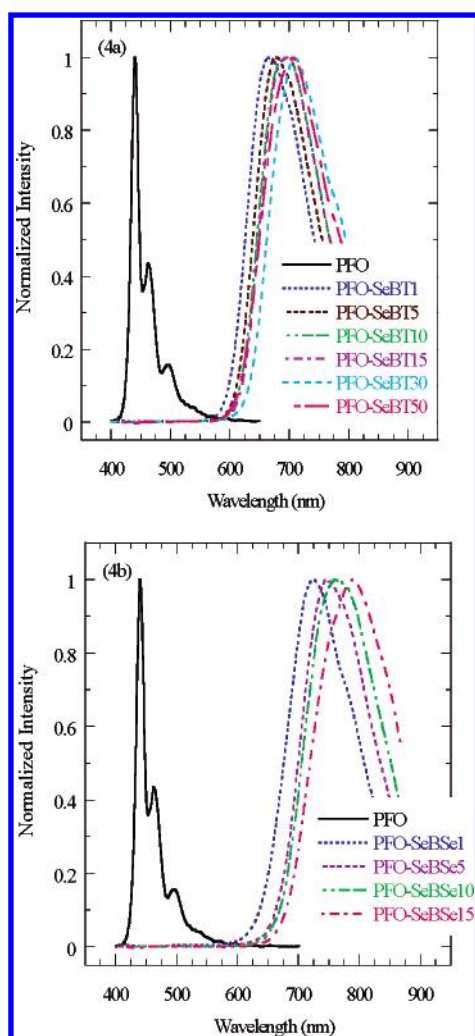 (4a)
1
0.8
0.6
0.4
0.2
0
Normalized Intensity
PFO
PFO-SeBT1
PFO-SeBT5
PFO-SeBT10
PFO-SeBT15
PFO-SeBT30
PFO-SeBT50
400 500 600 700 800 900
Wavelength (nm)
(4b)
1
0.8
0.6
0.4
0.2
0
Normalized Intensity
PFO
PFO-SeBSe1
PFO-SeBSe5
PFO-SeBSe10
PFO-SeBSe15
400 500 600 700 800 900
Wavelength (nm)